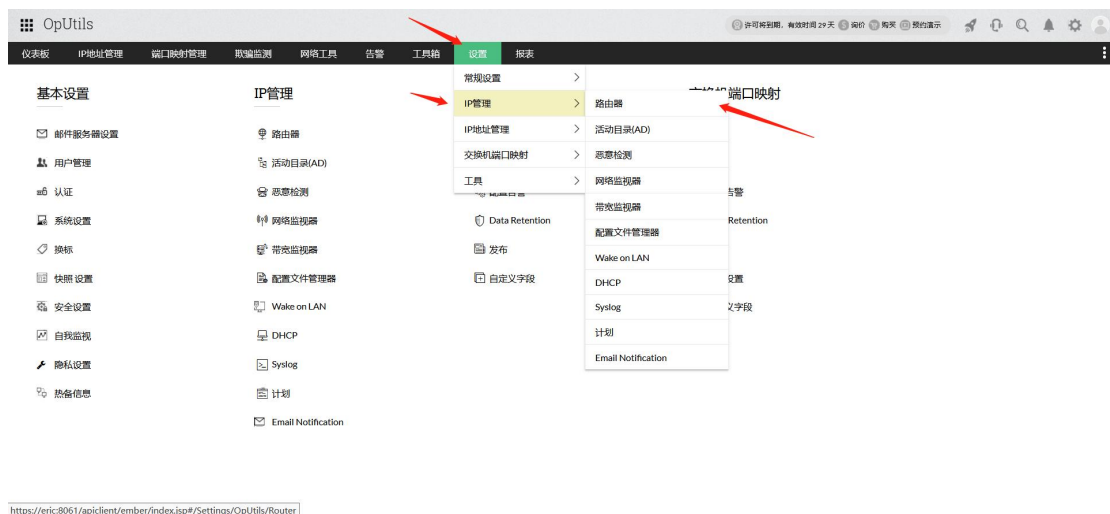 OpUtils
许可将到期。有效时间 29 天 询价 购买 预约演示
仪表板 IP地址管理 端口映射管理 欺骗监测 网络工具 告警 工具箱 设置 报表
基本设置
邮件服务器设置
用户管理
认证
系统设置
换标
快照设置
安全设置
自我监视
隐私设置
热备信息
IP管理
路由器
活动目录(AD)
恶意检测
网络监视器
带宽监视器
配置文件管理器
Wake on LAN
DHCP
Syslog
计划
Email Notification
常规设置
IP管理
IP地址管理
交换机端口映射
工具
Data Retention
发布
自定义字段
路由器
活动目录(AD)
恶意检测
网络监视器
带宽监视器
配置文件管理器
Wake on LAN
DHCP
Syslog
计划
Email Notification
端口映射
告警
Retention
设置
字段
https://eric:8061/apiclient/ember/index.jsp#/Settings/OpUtils/Router